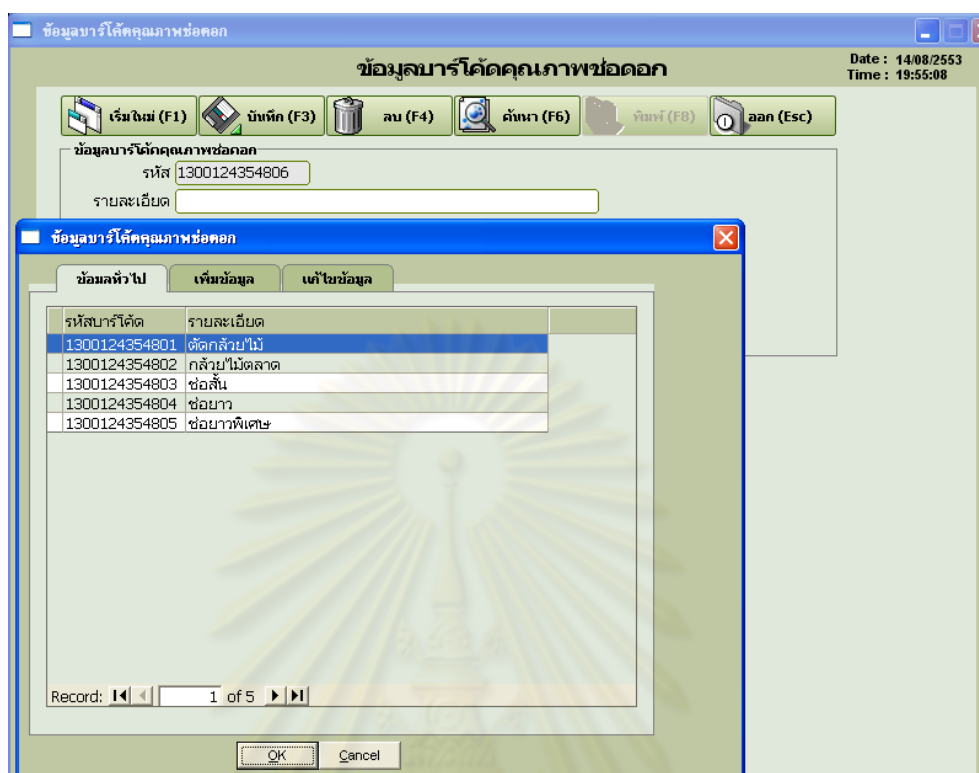 ข้อมูลบาร์โค้ดคุณภาพช่อดอก
ข้อมูลบาร์โค้ดคุณภาพช่อดอก
Date : 14/08/2553
Time : 19:55:08
เริ่มใหม่ (F1) บันทึก (F3) ลบ (F4) ค้นหา (F6) พิมพ์ (F8) ออก (Esc)
ข้อมูลบาร์โค้ดคุณภาพช่อดอก
รหัส 1300124354806
รายละเอียด
ข้อมูลบาร์โค้ดคุณภาพช่อดอก
ข้อมูลทั่วไป เพิ่มข้อมูล แก้ไขข้อมูล
รหัสบาร์โค้ด รายละเอียด
1300124354801 ตัดกล้วยไม้
1300124354802 กล้วยไม้ตลาด
1300124354803 ช่อสั้น
1300124354804 ช่อยาว
1300124354805 ช่อยาวพิเศษ
Record: 1 of 5
OK Cancel